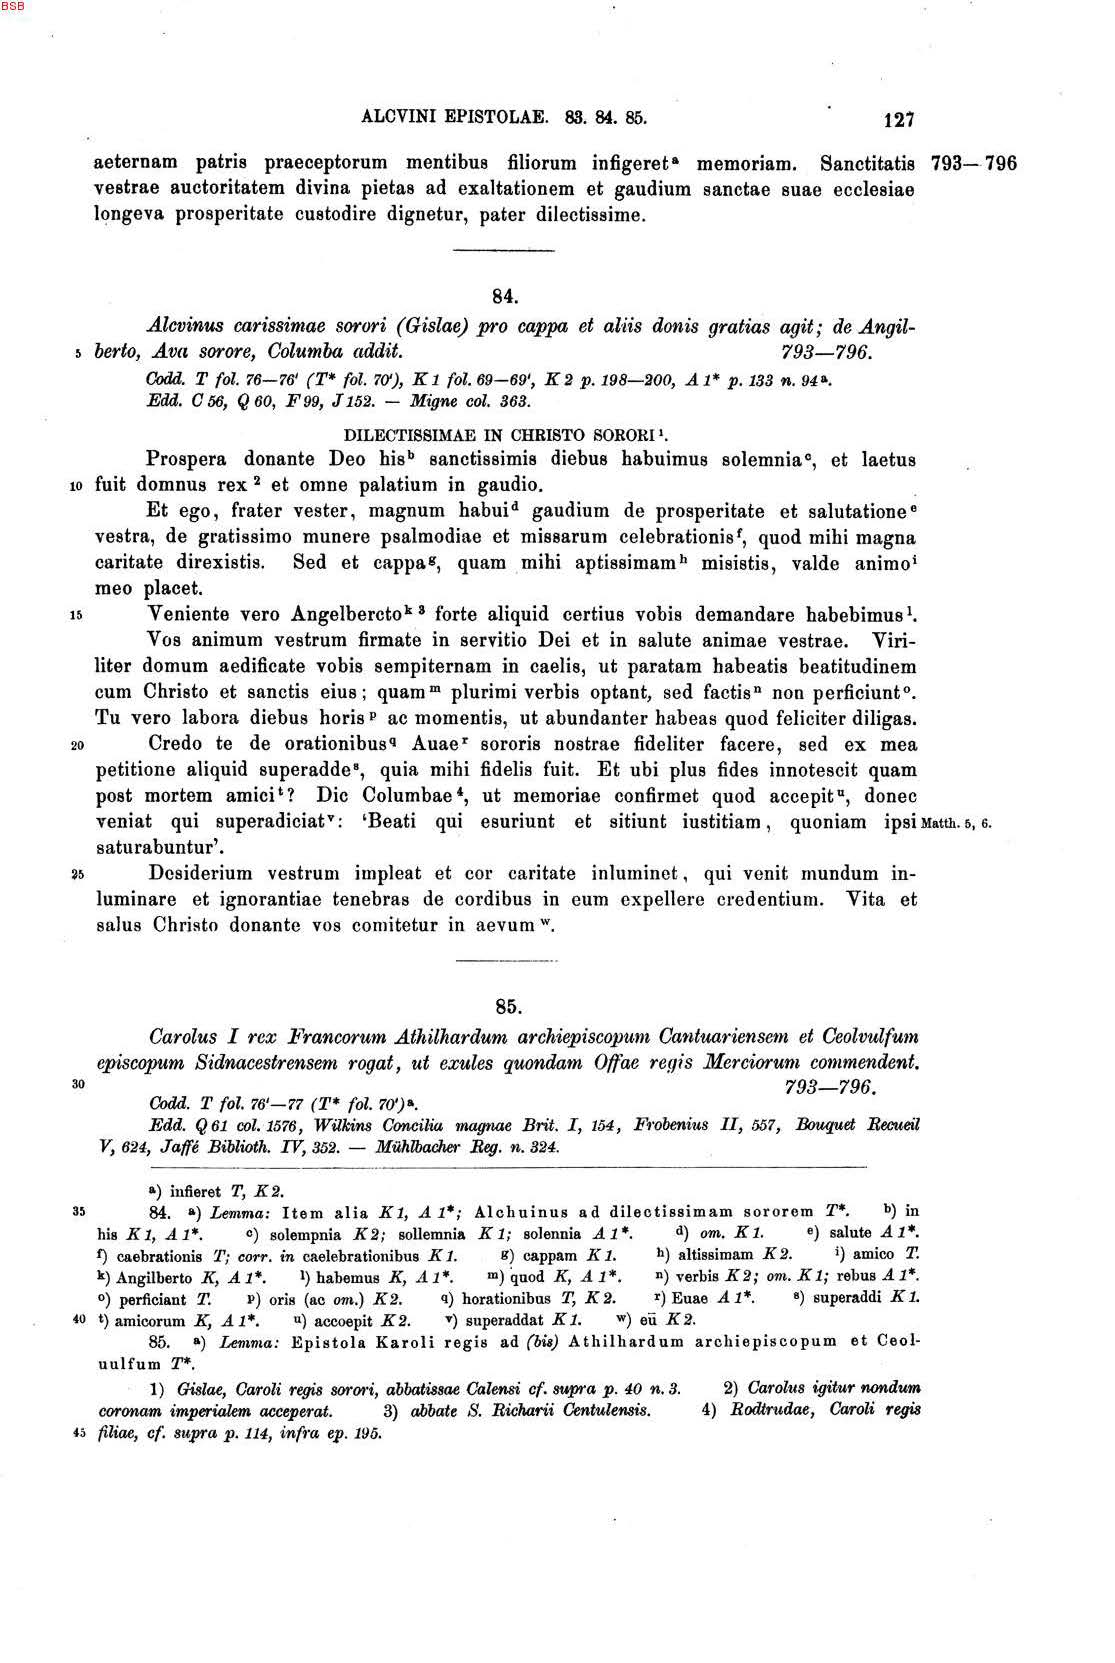 BSB
ALCVINI EPISTOLAE. 83. 84. 85. 127
aeternam patris praeceptorum mentibus filiorum infigeret a memoriam. Sanctitatis 793—796
vestrae auctoritatem divina pietas ad exaltationem et gaudium sanctae suae ecclesiae
longeva prosperitate custodire dignetur, pater dilectissime.
84.
Alcvinus carissimae sorori (Gislae) pro cappa et aliis donis gratias agit; de Angil-
5 berto, Ava sorore, Columba addit. 793—796.
Codd. T fol. 76—76' (T* fol. 70'), K 1 fol. 69—69', K 2 p. 198—200, A 1* p. 133 n. 94a.
Edd. C 56, Q 60, F 99, J 152. — Migne col. 363.
DILECTISSIMAE IN CHRISTO SORORI 1.
Prospera donante Deo his b sanctissimis diebus habuimus solemnia c, et laetus
10 fuit domnus rex 2 et omne palatium in gaudio.
Et ego, frater vester, magnum habui d gaudium de prosperitate et salutatione e
vestra, de gratissimo munere psalmodiae et missarum celebrationis f, quod mihi magna
caritate direxistis. Sed et cappa g, quam mihi aptissimam h misistis, valde animo i
meo placet.
15 Veniente vero Angelbercto k 3 forte aliquid certius vobis demandare habebimus l.
Vos animum vestrum firmate in servitio Dei et in salute animae vestrae. Viri-
liter domum aedificate vobis sempiternam in caelis, ut paratam habeatis beatitudinem
cum Christo et sanctis eius; quam m plurimi verbis optant, sed factis n non perficiunt o.
Tu vero labora diebus horis p ac momentis, ut abundanter habeas quod feliciter diligas.
20 Credo te de orationibus q Auae r sororis nostrae fideliter facere, sed ex mea
petitione aliquid superadde s, quia mihi fidelis fuit. Et ubi plus fides innotescit quam
post mortem amici t? Dic Columbae 4, ut memoriae confirmet quod accepit u, donec
veniat qui superadiciat v: 'Beati qui esuriunt et sitiunt iustitiam, quoniam ipsi Matth. 5, 6.
saturabuntur'.
25 Desiderium vestrum impleat et cor caritate inluminet, qui venit mundum in-
luminare et ignorantiae tenebras de cordibus in eum expellere credentium. Vita et
salus Christo donante vos comitetur in aevum w.
85.
Carolus I rex Francorum Athilhardum archiepiscopum Cantuariensem et Ceolvulfum
episcopum Sidnacestrensem rogat, ut exules quondam Offae regis Merciorum commendent.
30 793—796.
Codd. T fol. 76'—77 (T* fol. 70')a.
Edd. Q 61 col. 1576, Wilkins Concilia magnae Brit. I, 154, Frobenius II, 557, Bouquet Recueil
V, 624, Jaffé Biblioth. IV, 352. — Mühlbacher Reg. n. 324.
a) infieret T, K 2.
35 84. a) Lemma: Item alia K 1, A 1*; Alchuinus ad dilectissimam sororem T*. b) in
his K 1, A 1*. c) solempnia K 2; sollemnia K 1; solennia A 1*. d) om. K 1. e) salute A 1*.
f) caebrationis T; corr. in caelebrationibus K 1. g) cappam K 1. h) altissimam K 2. i) amico T.
k) Angilberto K, A 1*. l) habemus K, A 1*. m) quod K, A 1*. n) verbis K 2; om. K 1; rebus A 1*.
o) perficiant T. p) oris (ac om.) K 2. q) horationibus T, K 2. r) Euae A 1*. s) superaddi K 1.
40 t) amicorum K, A 1*. u) accoepit K 2. v) superaddat K 1. w) eū K 2.
85. a) Lemma: Epistola Karoli regis ad (bis) Athilhardum archiepiscopum et Ceol-
uulfum T*.
1) Gislae, Caroli regis sorori, abbatissae Calensi cf. supra p. 40 n. 3. 2) Carolus igitur nondum
coronam imperialem acceperat. 3) abbate S. Richarii Centulensis. 4) Rodtrudae, Caroli regis
45 filiae, cf. supra p. 114, infra ep. 195.